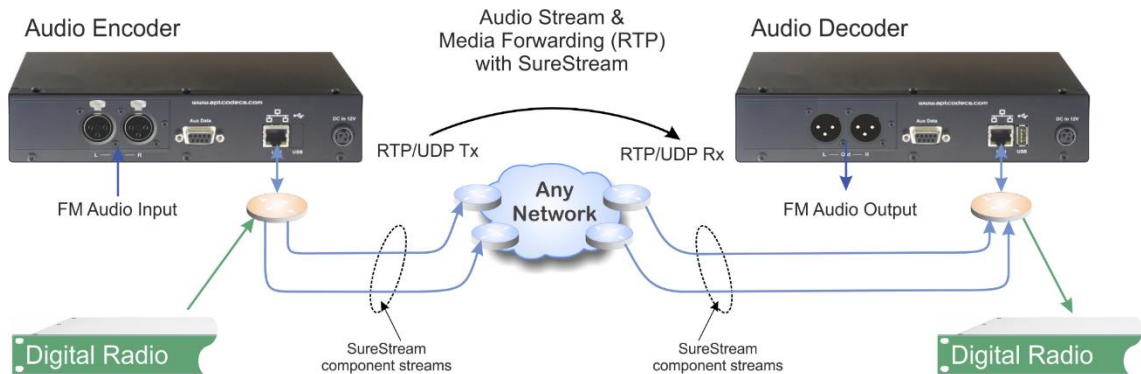 Audio Encoder
Audio Stream &
Media Forwarding (RTP)
with SureStream
Audio Decoder
www.aptcodecs.com
Aux Data
DC in 12V
USB
L
R
www.aptcodecs.com
Aux Data
DC in 12V
USB
L
Out
R
RTP/UDP Tx
RTP/UDP Rx
FM Audio Input
Any
Network
FM Audio Output
Digital Radio
SureStream
component streams
SureStream
component streams
Digital Radio